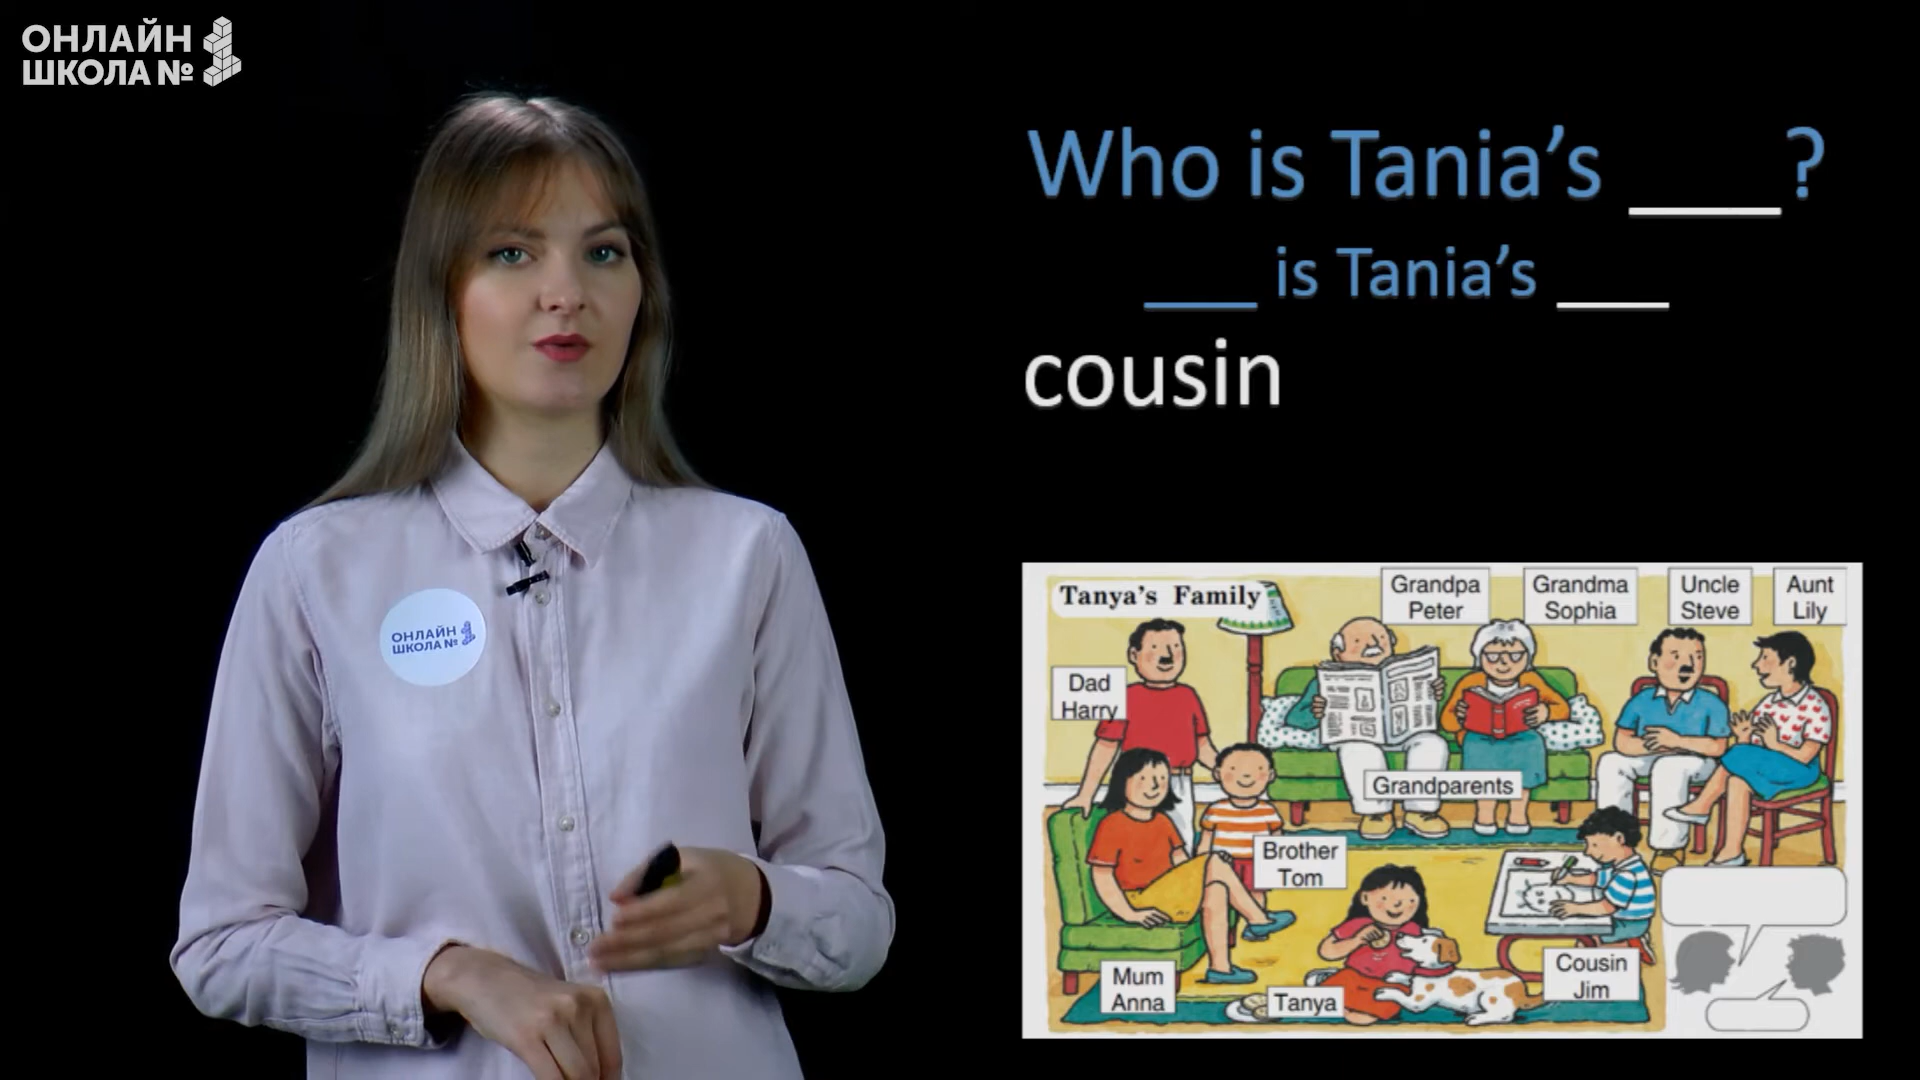 ОНЛАЙН
ШКОЛА №
Who is Tania’s ____?
___ is Tania’s ___
cousin
ОНЛАЙН
ШКОЛА №
Tanya's Family
Grandpa
Peter
Grandma
Sophia
Uncle
Steve
Aunt
Lily
Dad
Harry
Grandparents
Brother
Tom
Mum
Anna
Tanya
Cousin
Jim